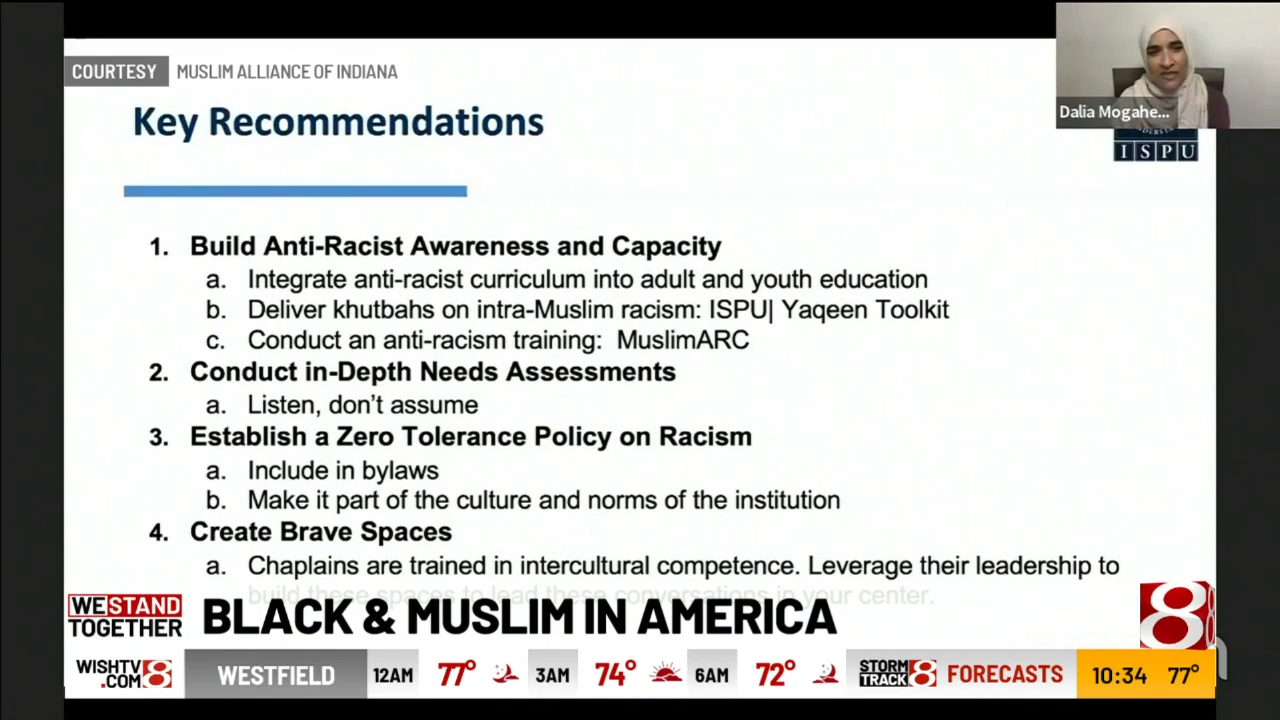 COURTESY MUSLIM ALLIANCE OF INDIANA
Dalia Mogahe...
Key Recommendations
ISPU
1. Build Anti-Racist Awareness and Capacity
a. Integrate anti-racist curriculum into adult and youth education
b. Deliver khutbahs on intra-Muslim racism: ISPU| Yaqeen Toolkit
c. Conduct an anti-racism training: MuslimARC
2. Conduct in-Depth Needs Assessments
a. Listen, don't assume
3. Establish a Zero Tolerance Policy on Racism
a. Include in bylaws
b. Make it part of the culture and norms of the institution
4. Create Brave Spaces
a. Chaplains are trained in intercultural competence. Leverage their leadership to
build these spaces to lead these conversations in your center.
WE STAND
TOGETHER
BLACK & MUSLIM IN AMERICA
8
WISHTV
.COM 8
WESTFIELD
12AM 77° 3AM 74° 6AM 72°
STORM
TRACK 8
FORECASTS
10:34 77°